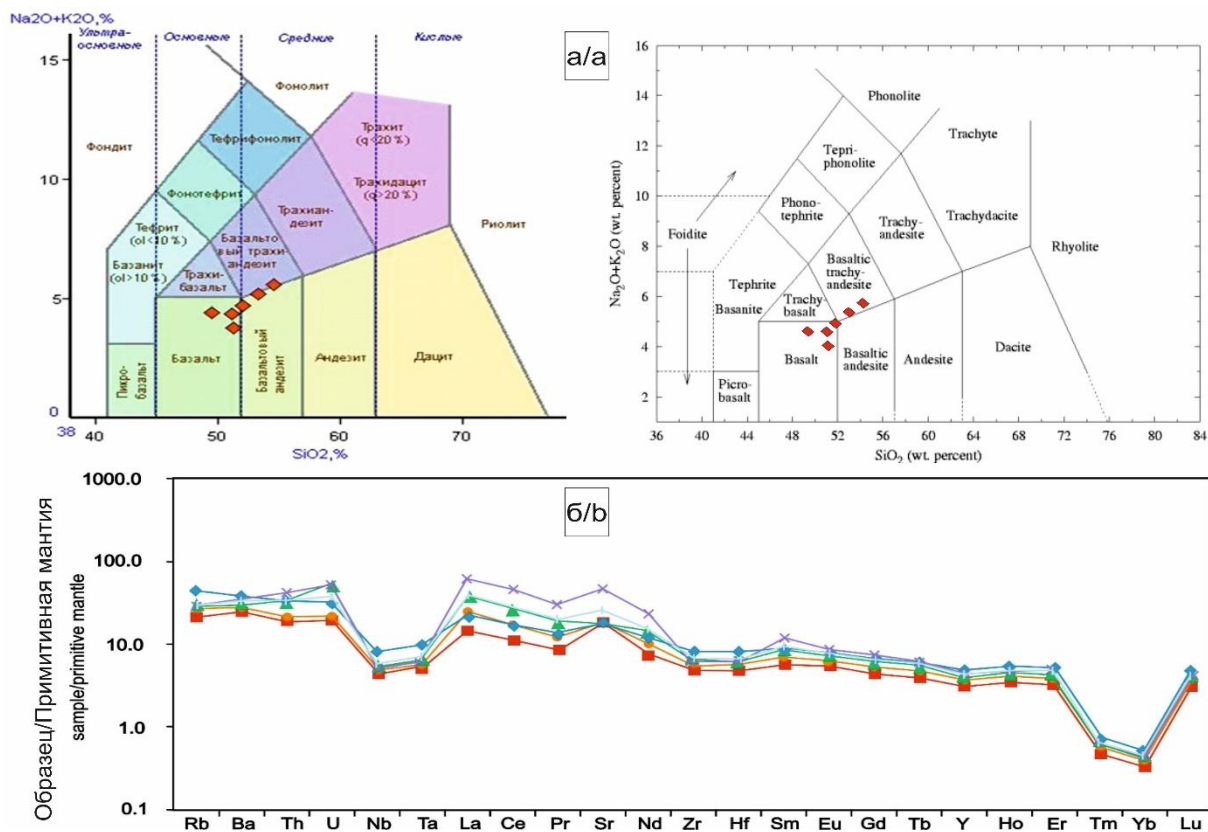 Na2O+K2O,%
Ультра-
основные
Основные
Средние
Кислые
15
10
5
0
38
40
50
60
70
SiO2,%
Фонолит
Фондит
Тефрифонолит
Фонотефрит
Трахит
(q<20%)
Трахидацит
(q>20%)
Трахиан-
дезит
Тефрит
(ol<10%)
Базанит
(ol>10%)
Базальто
вый трахи-
андезит
Трахи-
базальт
Риолит
Пикро-
базальт
Базальт
Базальтовый
андезит
Андезит
Дацит
а/a
Na2O+K2O (wt. percent)
16
14
12
10
8
6
4
2
36
40
44
48
52
56
60
64
68
72
76
80
84
SiO2 (wt. percent)
Phonolite
Tepri-
phonolite
Trachyte
Phono-
tephrite
Foidite
Trachy-
andesite
Trachydacite
Rhyolite
Basaltic
trachy-
andesite
Tephrite
Basanite
Trachy-
basalt
Basalt
Basaltic
andesite
Andesite
Dacite
Picro-
basalt
б/b
Образец/Примитивная мантия
sample/primitive mantle
1000.0
100.0
10.0
1.0
0.1
Rb Ba Th U Nb Ta La Ce Pr Sr Nd Zr Hf Sm Eu Gd Tb Y Ho Er Tm Yb Lu